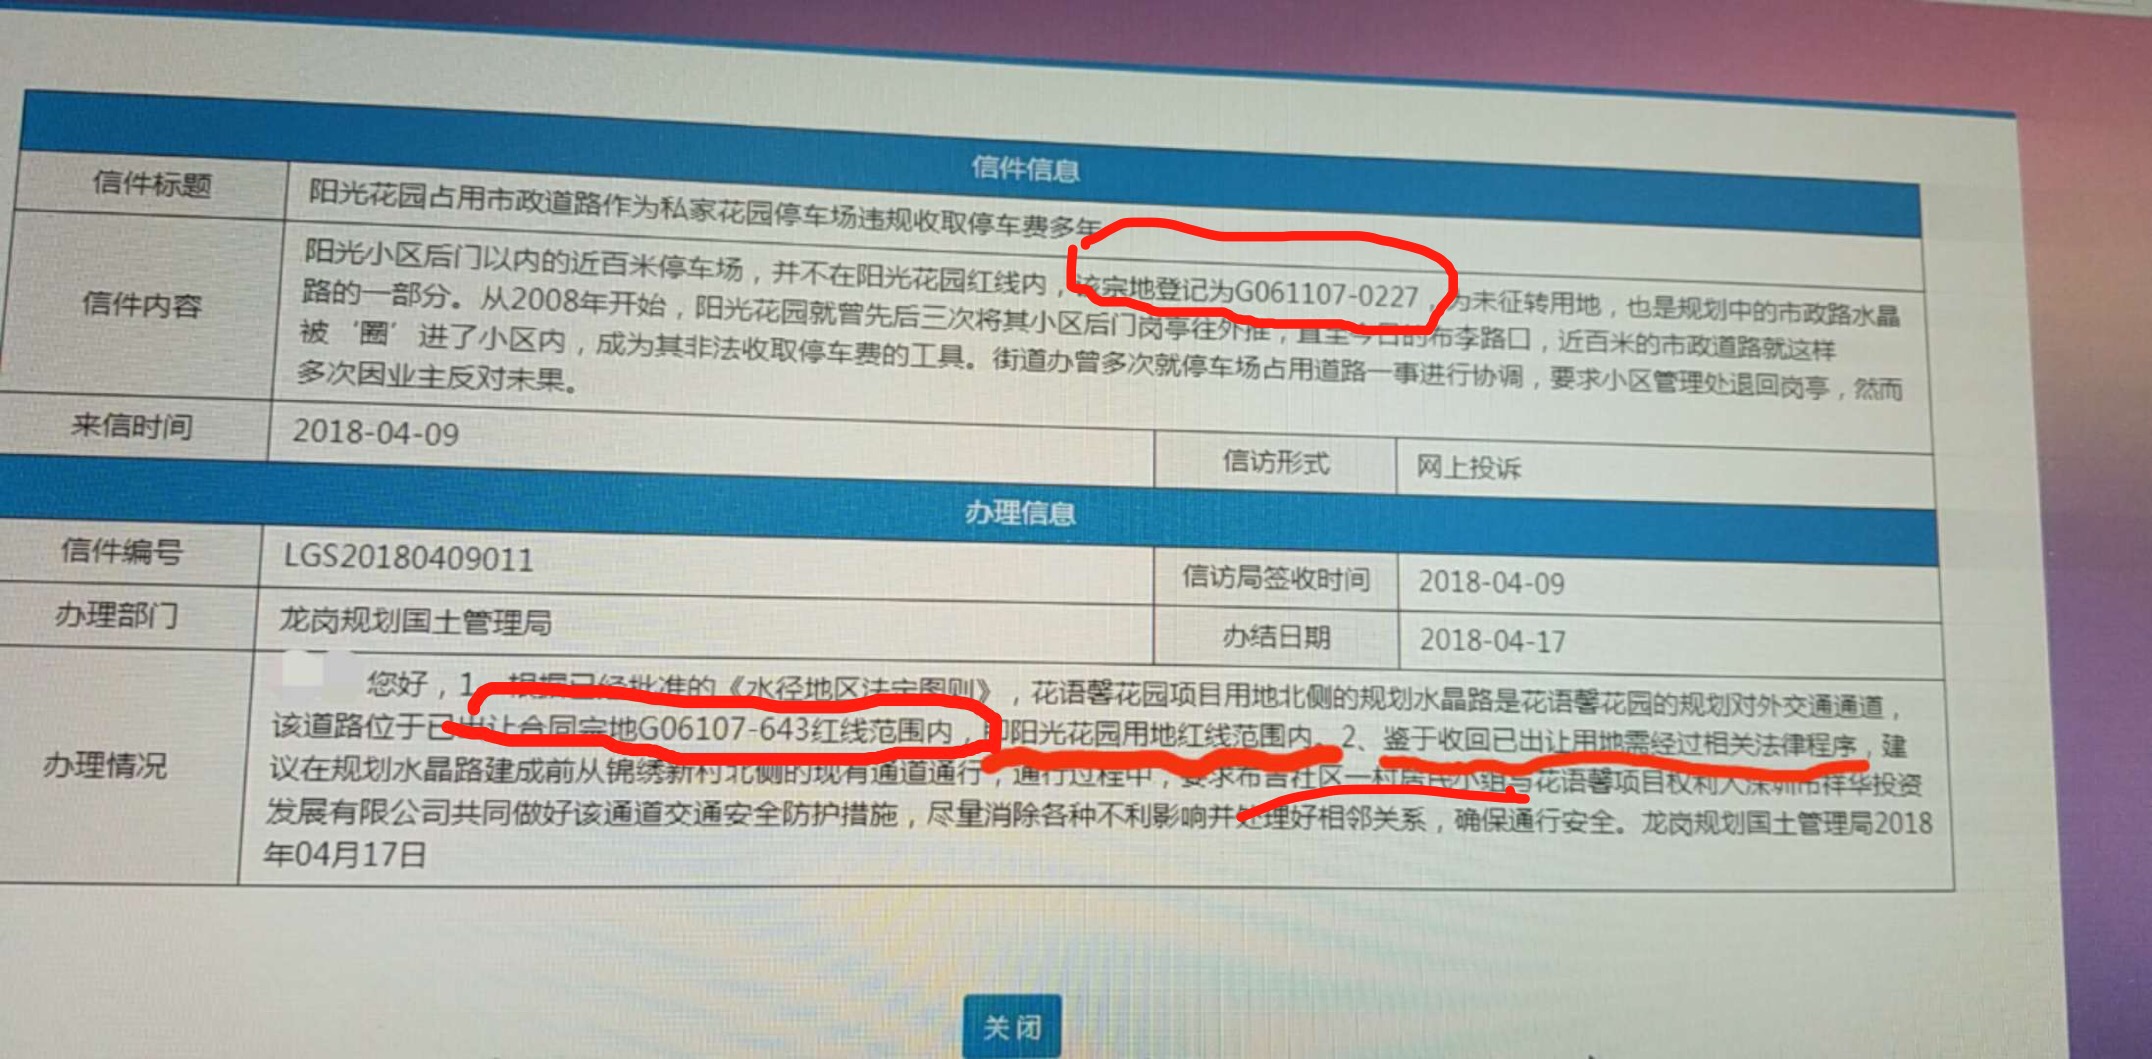 信件信息
信件标题 阳光花园占用市政道路作为私家花园停车场违规收取停车费多年
信件内容
阳光小区后门以内的近百米停车场，并不在阳光花园红线内，该宗地登记为G061107-0227，为未征转用地，也是规划中的市政路水晶
路的一部分。从2008年开始，阳光花园就曾先后三次将其小区后门岗亭往外推，直至今日的布李路口，近百米的市政道路就这样
被‘圈’进了小区内，成为其非法收取停车费的工具。街道办曾多次就停车场占用道路一事进行协调，要求小区管理处退回岗亭，然而
多次因业主反对未果。
来信时间 2018-04-09 信访形式 网上投诉
办理信息
信件编号 LGS20180409011 信访局签收时间 2018-04-09
办理部门 龙岗规划国土管理局 办结日期 2018-04-17
办理情况
您好，1、根据已经批准的《水径地区法定图则》，花语馨花园项目用地北侧的规划水晶路是花语馨花园的规划对外交通通道，
该道路位于已出让合同宗地G06107-643红线范围内，即阳光花园用地红线范围内。2、鉴于收回已出让用地需经过相关法律程序，建
议在规划水晶路建成前从锦绣新村北侧的现有通道通行，通行过程中，要求布吉社区一村居民小组与花语馨项目权利人深圳市祥华投资
发展有限公司共同做好该通道交通安全防护措施，尽量消除各种不利影响并处理好相邻关系，确保通行安全。龙岗规划国土管理局2018
年04月17日
关闭